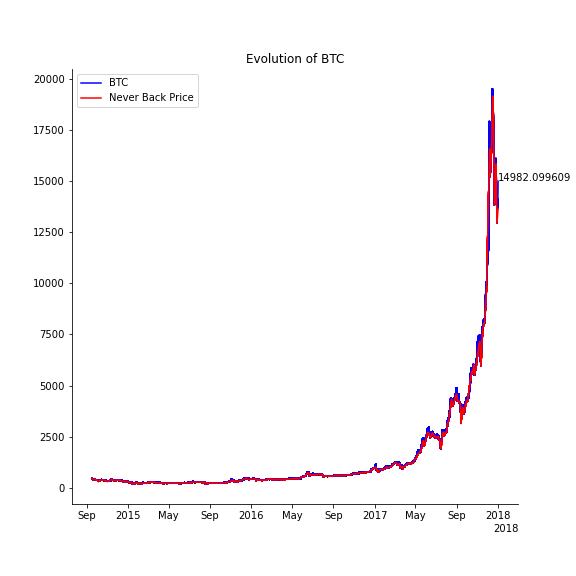 Evolution of BTC
BTC
Never Back Price
20000
17500
15000
12500
10000
7500
5000
2500
0
14982.099609
Sep 2015 May Sep 2016 May Sep 2017 May Sep 2018
2018